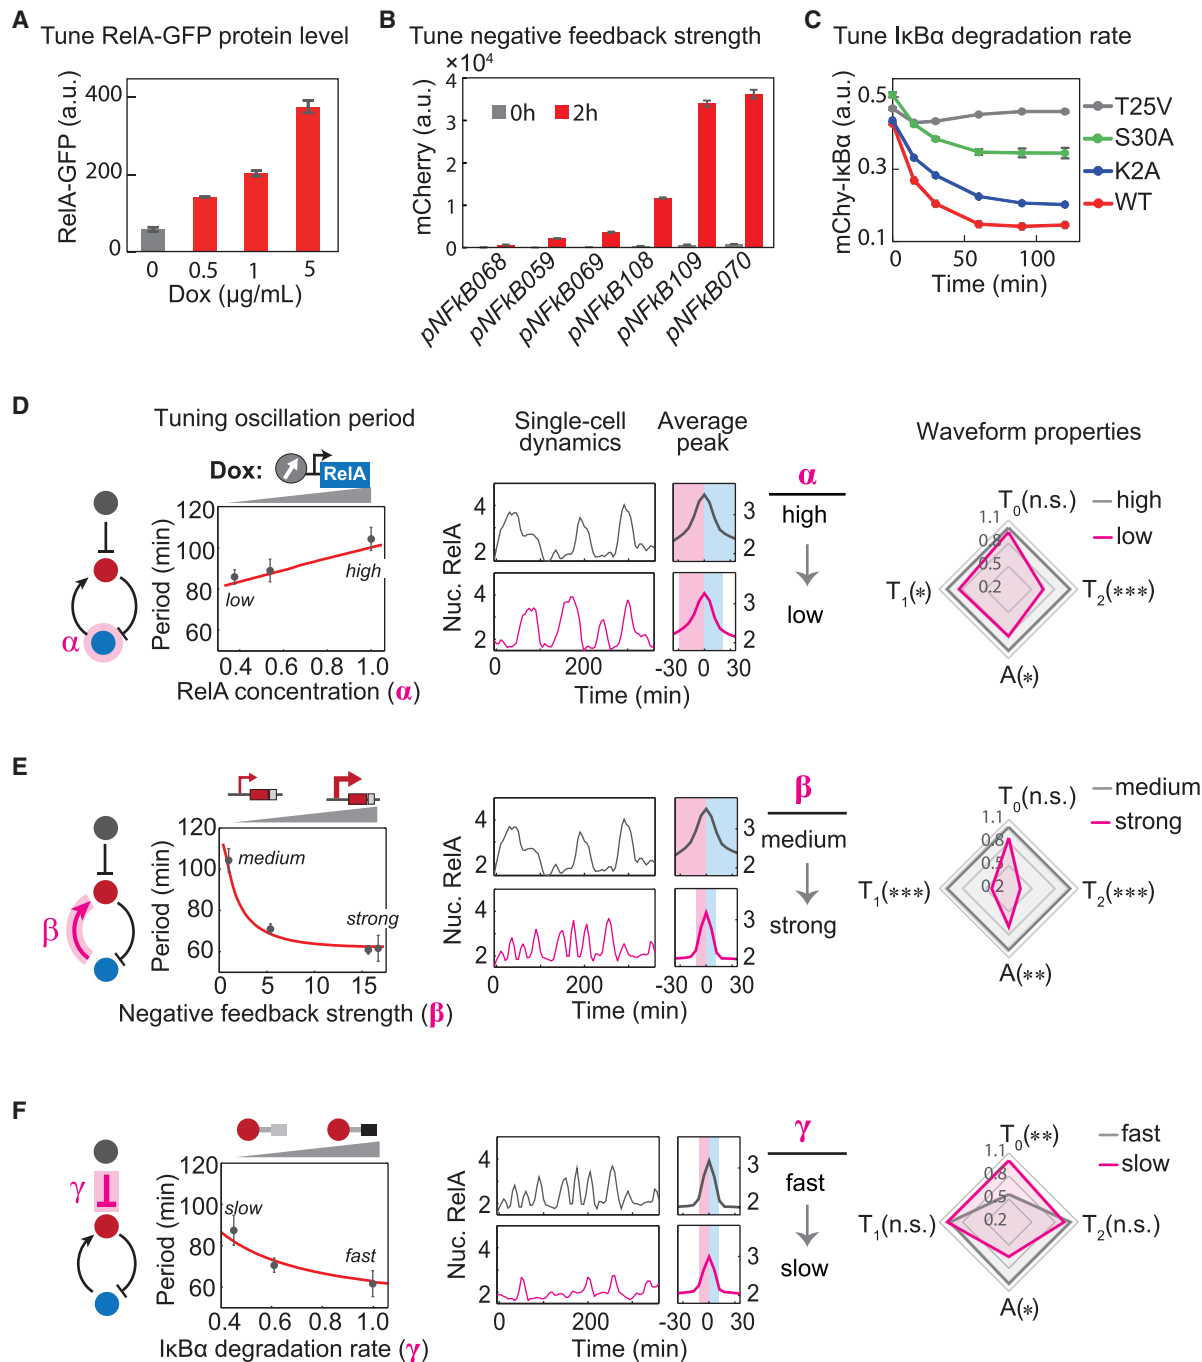 A Tune RelA-GFP protein level
RelA-GFP (a.u.)
400
200
0
0 0.5 1 5
Dox (µg/mL)
B Tune negative feedback strength
×10⁴
mCherry (a.u.)
4
3
2
1
0
0h 2h
pNFkB068 pNFkB059 pNFkB069 pNFkB108 pNFkB109 pNFkB070
C Tune IκBα degradation rate
mChy-IκBα (a.u.)
0.5
0.3
0.1
0 50 100
Time (min)
T25V
S30A
K2A
WT
D
Tuning oscillation period
Dox: RelA
α
Period (min)
120
100
80
60
low high
0.4 0.6 0.8 1.0
RelA concentration (α)
Single-cell dynamics
Average peak
Nuc. RelA
4
2
4
2
3
2
3
2
0 200
-30 0 30
Time (min)
α
high
low
Waveform properties
T₀(n.s.)
T₁(*)
T₂(***)
A(*)
1.1
0.8
0.5
0.2
high
low
E
β
Period (min)
120
100
80
60
medium
strong
0 5 10 15
Negative feedback strength (β)
Nuc. RelA
4
2
4
2
3
2
3
2
0 200
-30 0 30
Time (min)
β
medium
strong
T₀(n.s.)
T₁(***)
T₂(***)
A(**)
1.1
0.8
0.5
0.2
medium
strong
F
γ
Period (min)
120
100
80
60
slow
fast
0.4 0.6 0.8 1.0
IκBα degradation rate (γ)
Nuc. RelA
4
2
4
2
3
2
3
2
0 200
-30 0 30
Time (min)
γ
fast
slow
T₀(**)
T₁(n.s.)
T₂(n.s.)
A(*)
1.1
0.8
0.5
0.2
fast
slow